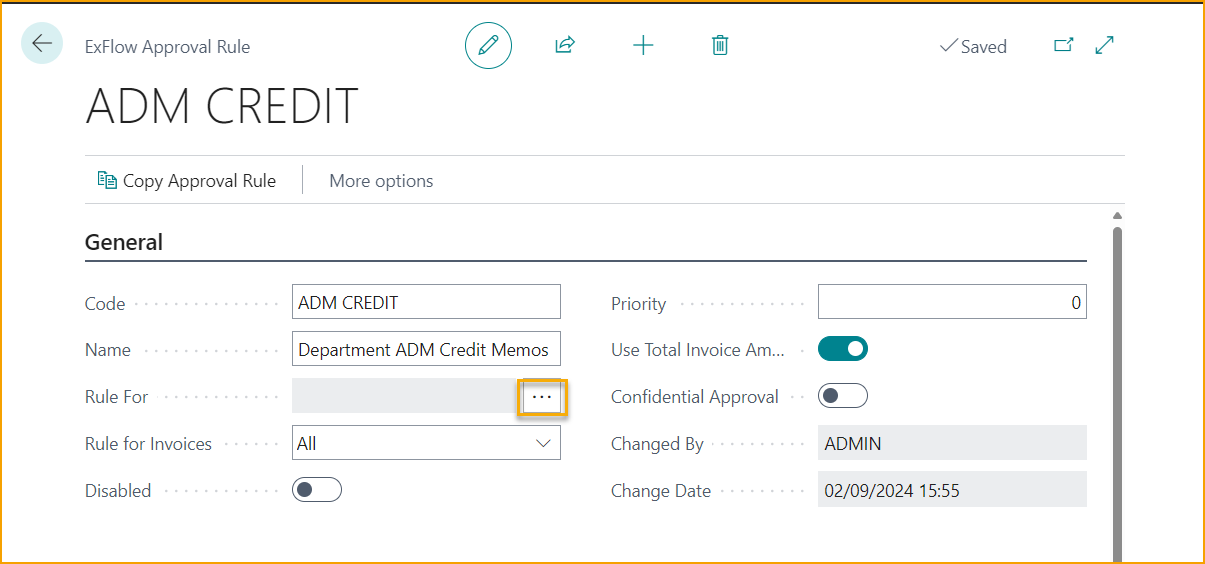 ExFlow Approval Rule
Saved
ADM CREDIT
Copy Approval Rule
More options
General
Code
ADM CREDIT
Priority
0
Name
Department ADM Credit Memos
Use Total Invoice Am...
Rule For
...
Confidential Approval
Rule for Invoices
All
Changed By
ADMIN
Disabled
Change Date
02/09/2024 15:55